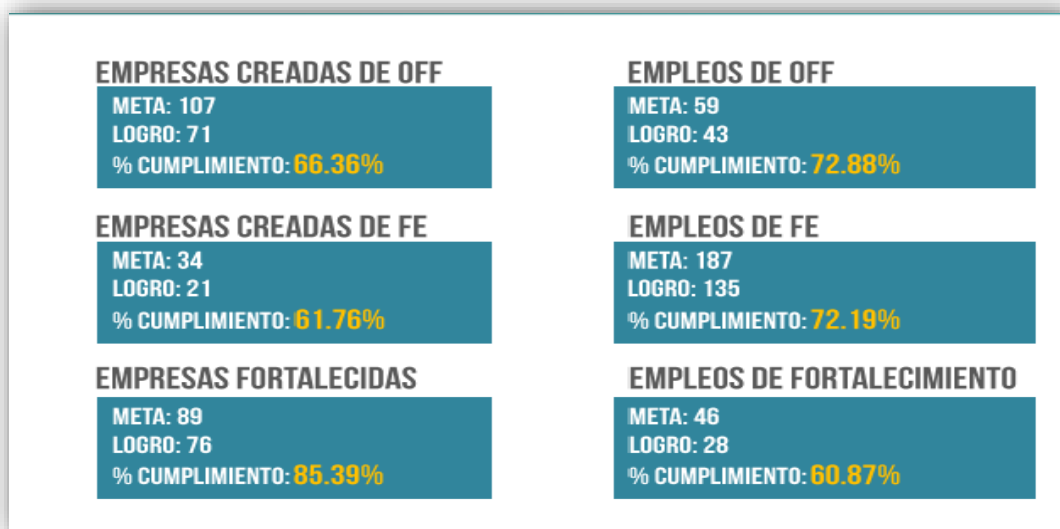 EMPRESAS CREADAS DE OFF
META: 107
LOGRO: 71
% CUMPLIMIENTO: 66.36%
EMPLEOS DE OFF
META: 59
LOGRO: 43
% CUMPLIMIENTO: 72.88%
EMPRESAS CREADAS DE FE
META: 34
LOGRO: 21
% CUMPLIMIENTO: 61.76%
EMPLEOS DE FE
META: 187
LOGRO: 135
% CUMPLIMIENTO: 72.19%
EMPRESAS FORTALECIDAS
META: 89
LOGRO: 76
% CUMPLIMIENTO: 85.39%
EMPLEOS DE FORTALECIMIENTO
META: 46
LOGRO: 28
% CUMPLIMIENTO: 60.87%